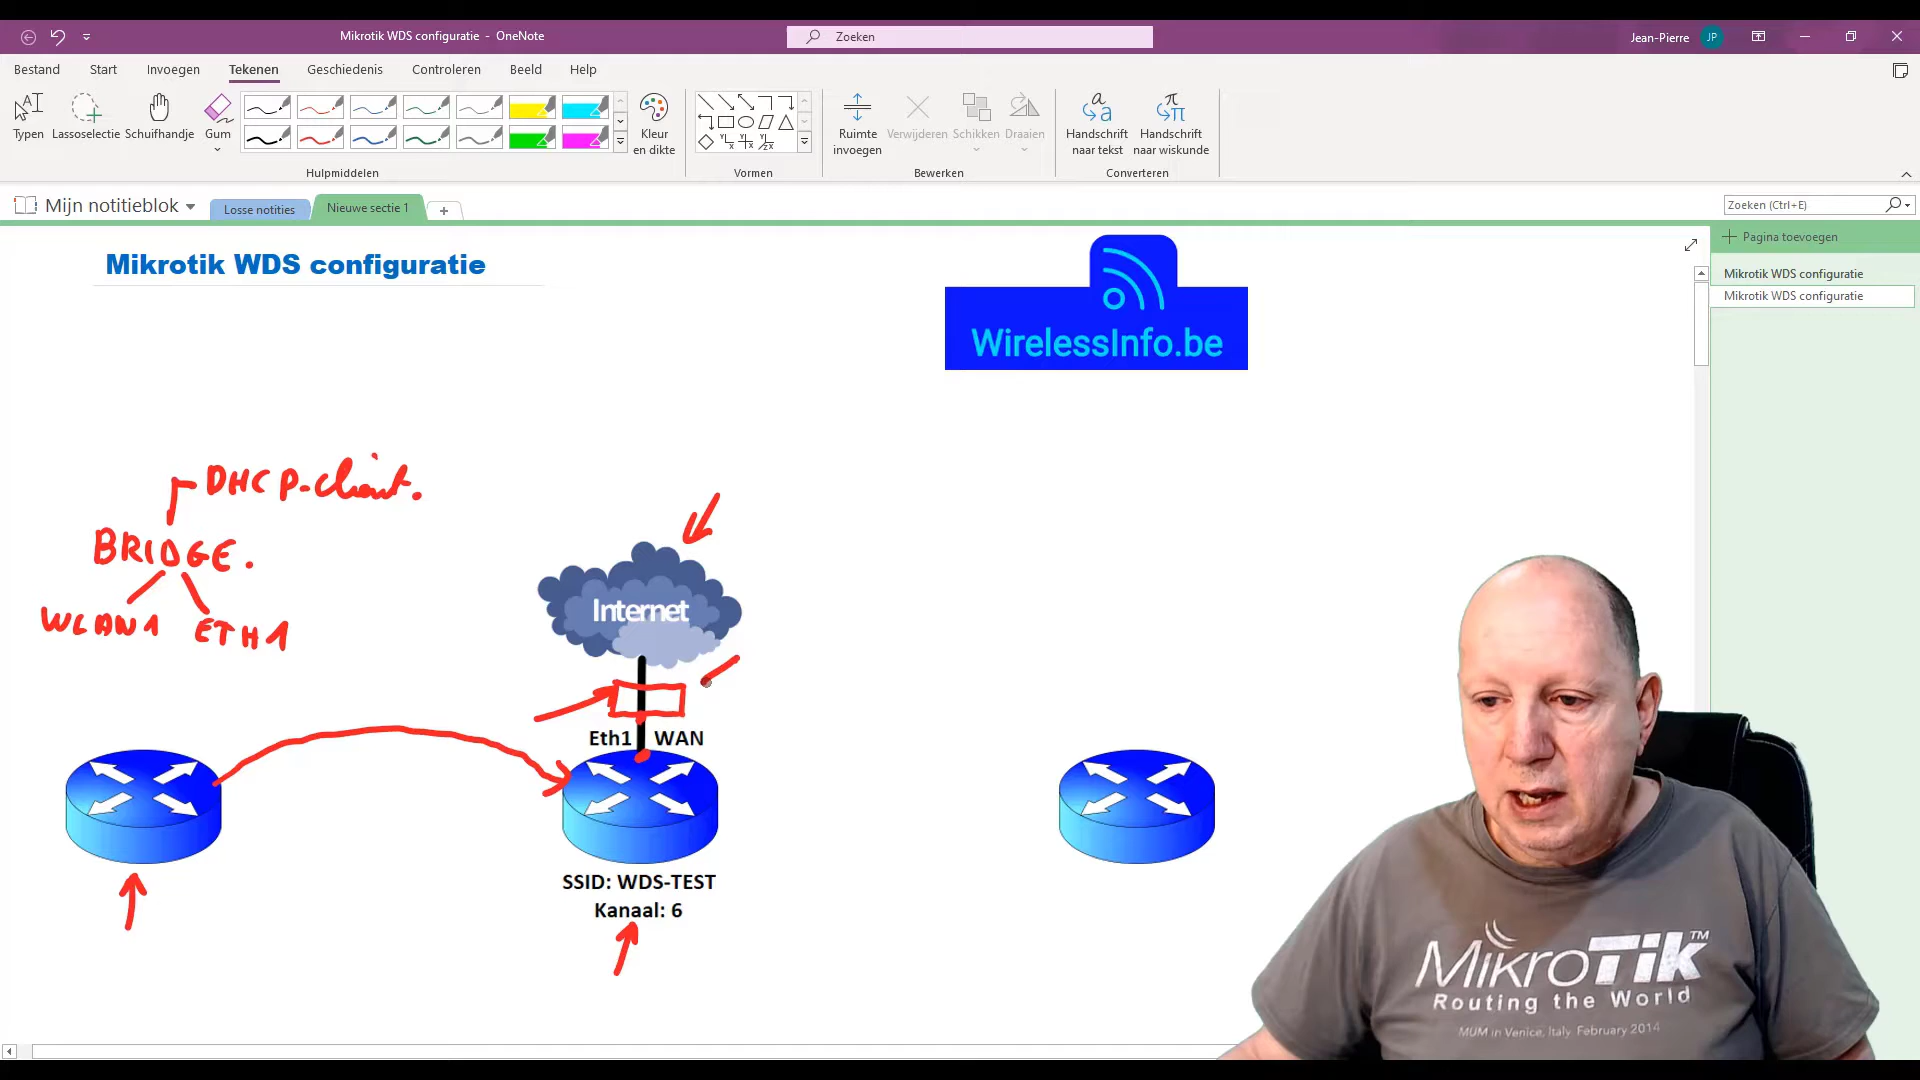 Mikrotik WDS configuratie - OneNote
Zoeken
Jean-Pierre
JP
Bestand
Start
Invoegen
Tekenen
Geschiedenis
Controleren
Beeld
Help
Typen
Lassoselectie
Schuifhandje
Gum
Kleur
en dikte
Hulpmiddelen
Vormen
Ruimte
invoegen
Verwijderen
Schikken
Draaien
Bewerken
Handschrift
naar tekst
Handschrift
naar wiskunde
Converteren
Mijn notitieblok
Losse notities
Nieuwe sectie 1
Zoeken (Ctrl+E)
Pagina toevoegen
Mikrotik WDS configuratie
Mikrotik WDS configuratie
Mikrotik WDS configuratie
WirelessInfo.be
DHCP-client.
BRIDGE.
WLAN1 ETH1
Internet
Eth1 WAN
SSID: WDS-TEST
Kanaal: 6
MikroTik™
Routing the World
MUM in Venice, Italy. February 2014